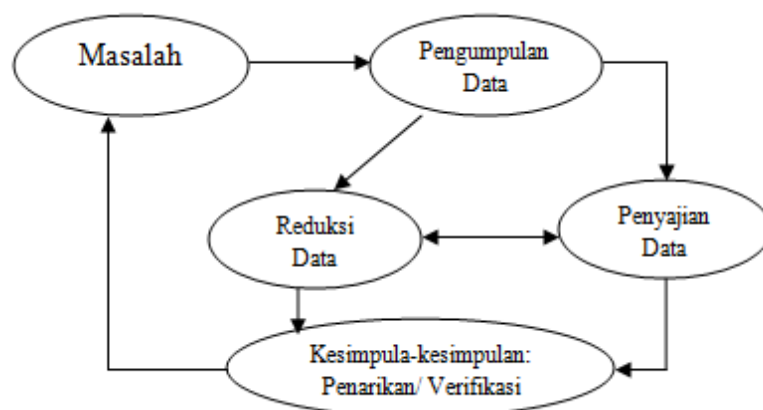 Masalah
Pengumpulan
Data
Reduksi
Data
Penyajian
Data
Kesimpula-kesimpulan:
Penarikan/ Verifikasi